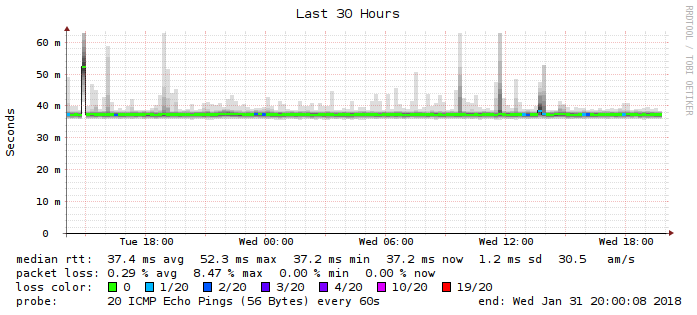 Last 30 Hours
RRDTOOL / TOBI OETIKER
Seconds
60 m
50 m
40 m
30 m
20 m
10 m
0
Tue 18:00 Wed 00:00 Wed 06:00 Wed 12:00 Wed 18:00
median rtt: 37.4 ms avg 52.3 ms max 37.2 ms min 37.2 ms now 1.2 ms sd 30.5 am/s
packet loss: 0.29 % avg 8.47 % max 0.00 % min 0.00 % now
loss color: 0 1/20 2/20 3/20 4/20 10/20 19/20
probe: 20 ICMP Echo Pings (56 Bytes) every 60s end: Wed Jan 31 20:00:08 2018